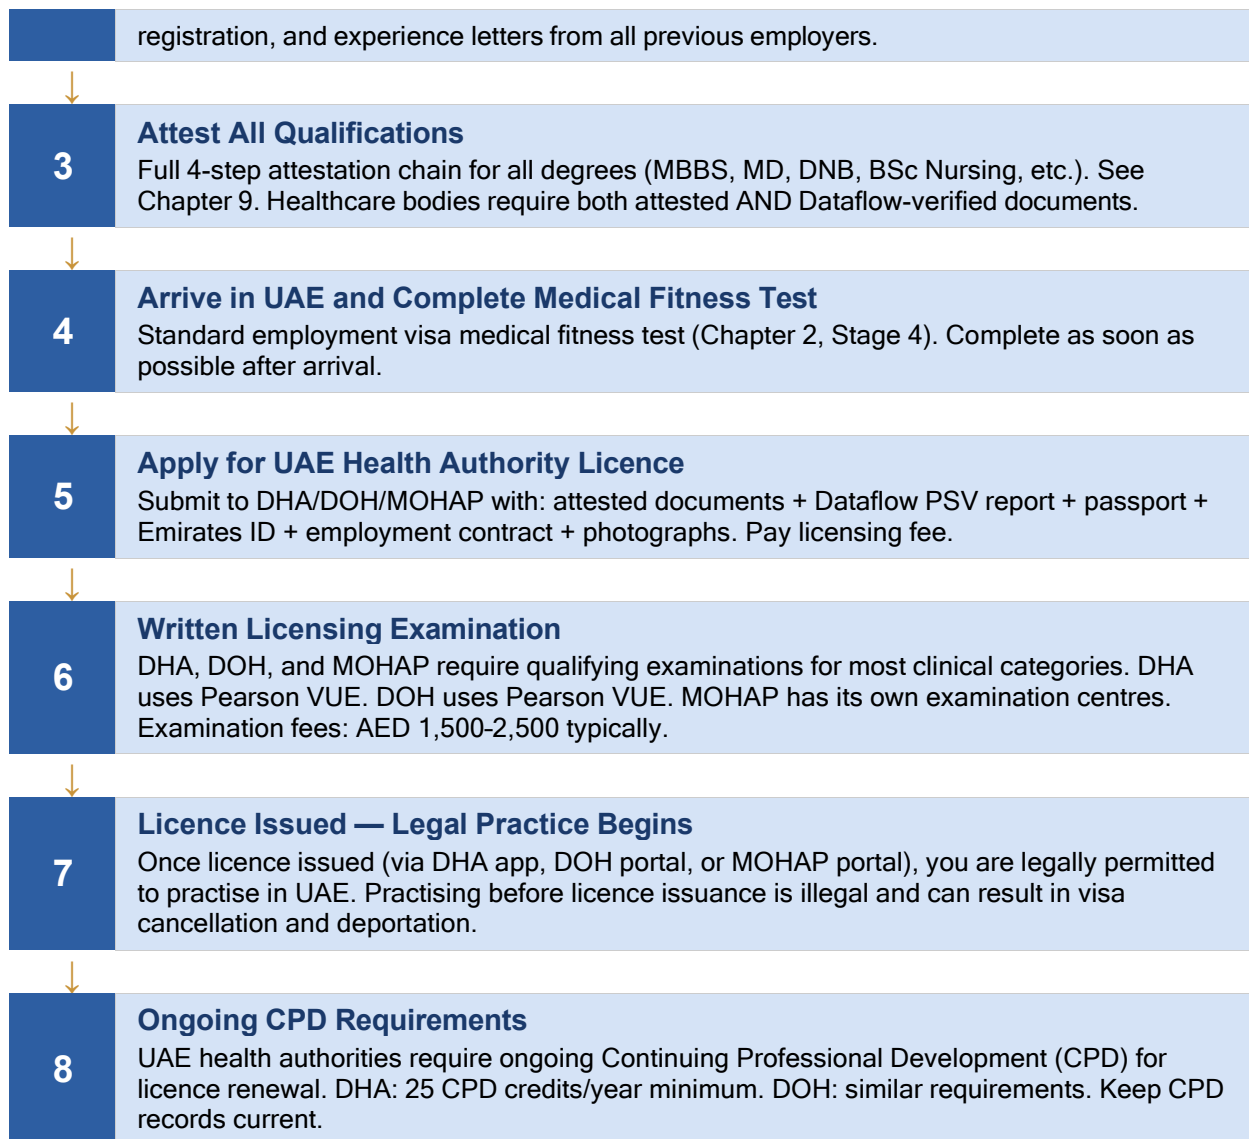 registration, and experience letters from all previous employers.
↓
3
Attest All Qualifications
Full 4-step attestation chain for all degrees (MBBS, MD, DNB, BSc Nursing, etc.). See
Chapter 9. Healthcare bodies require both attested AND Dataflow-verified documents.
↓
4
Arrive in UAE and Complete Medical Fitness Test
Standard employment visa medical fitness test (Chapter 2, Stage 4). Complete as soon as
possible after arrival.
↓
5
Apply for UAE Health Authority Licence
Submit to DHA/DOH/MOHAP with: attested documents + Dataflow PSV report + passport +
Emirates ID + employment contract + photographs. Pay licensing fee.
↓
6
Written Licensing Examination
DHA, DOH, and MOHAP require qualifying examinations for most clinical categories. DHA
uses Pearson VUE. DOH uses Pearson VUE. MOHAP has its own examination centres.
Examination fees: AED 1,500–2,500 typically.
↓
7
Licence Issued — Legal Practice Begins
Once licence issued (via DHA app, DOH portal, or MOHAP portal), you are legally permitted
to practise in UAE. Practising before licence issuance is illegal and can result in visa
cancellation and deportation.
↓
8
Ongoing CPD Requirements
UAE health authorities require ongoing Continuing Professional Development (CPD) for
licence renewal. DHA: 25 CPD credits/year minimum. DOH: similar requirements. Keep CPD
records current.